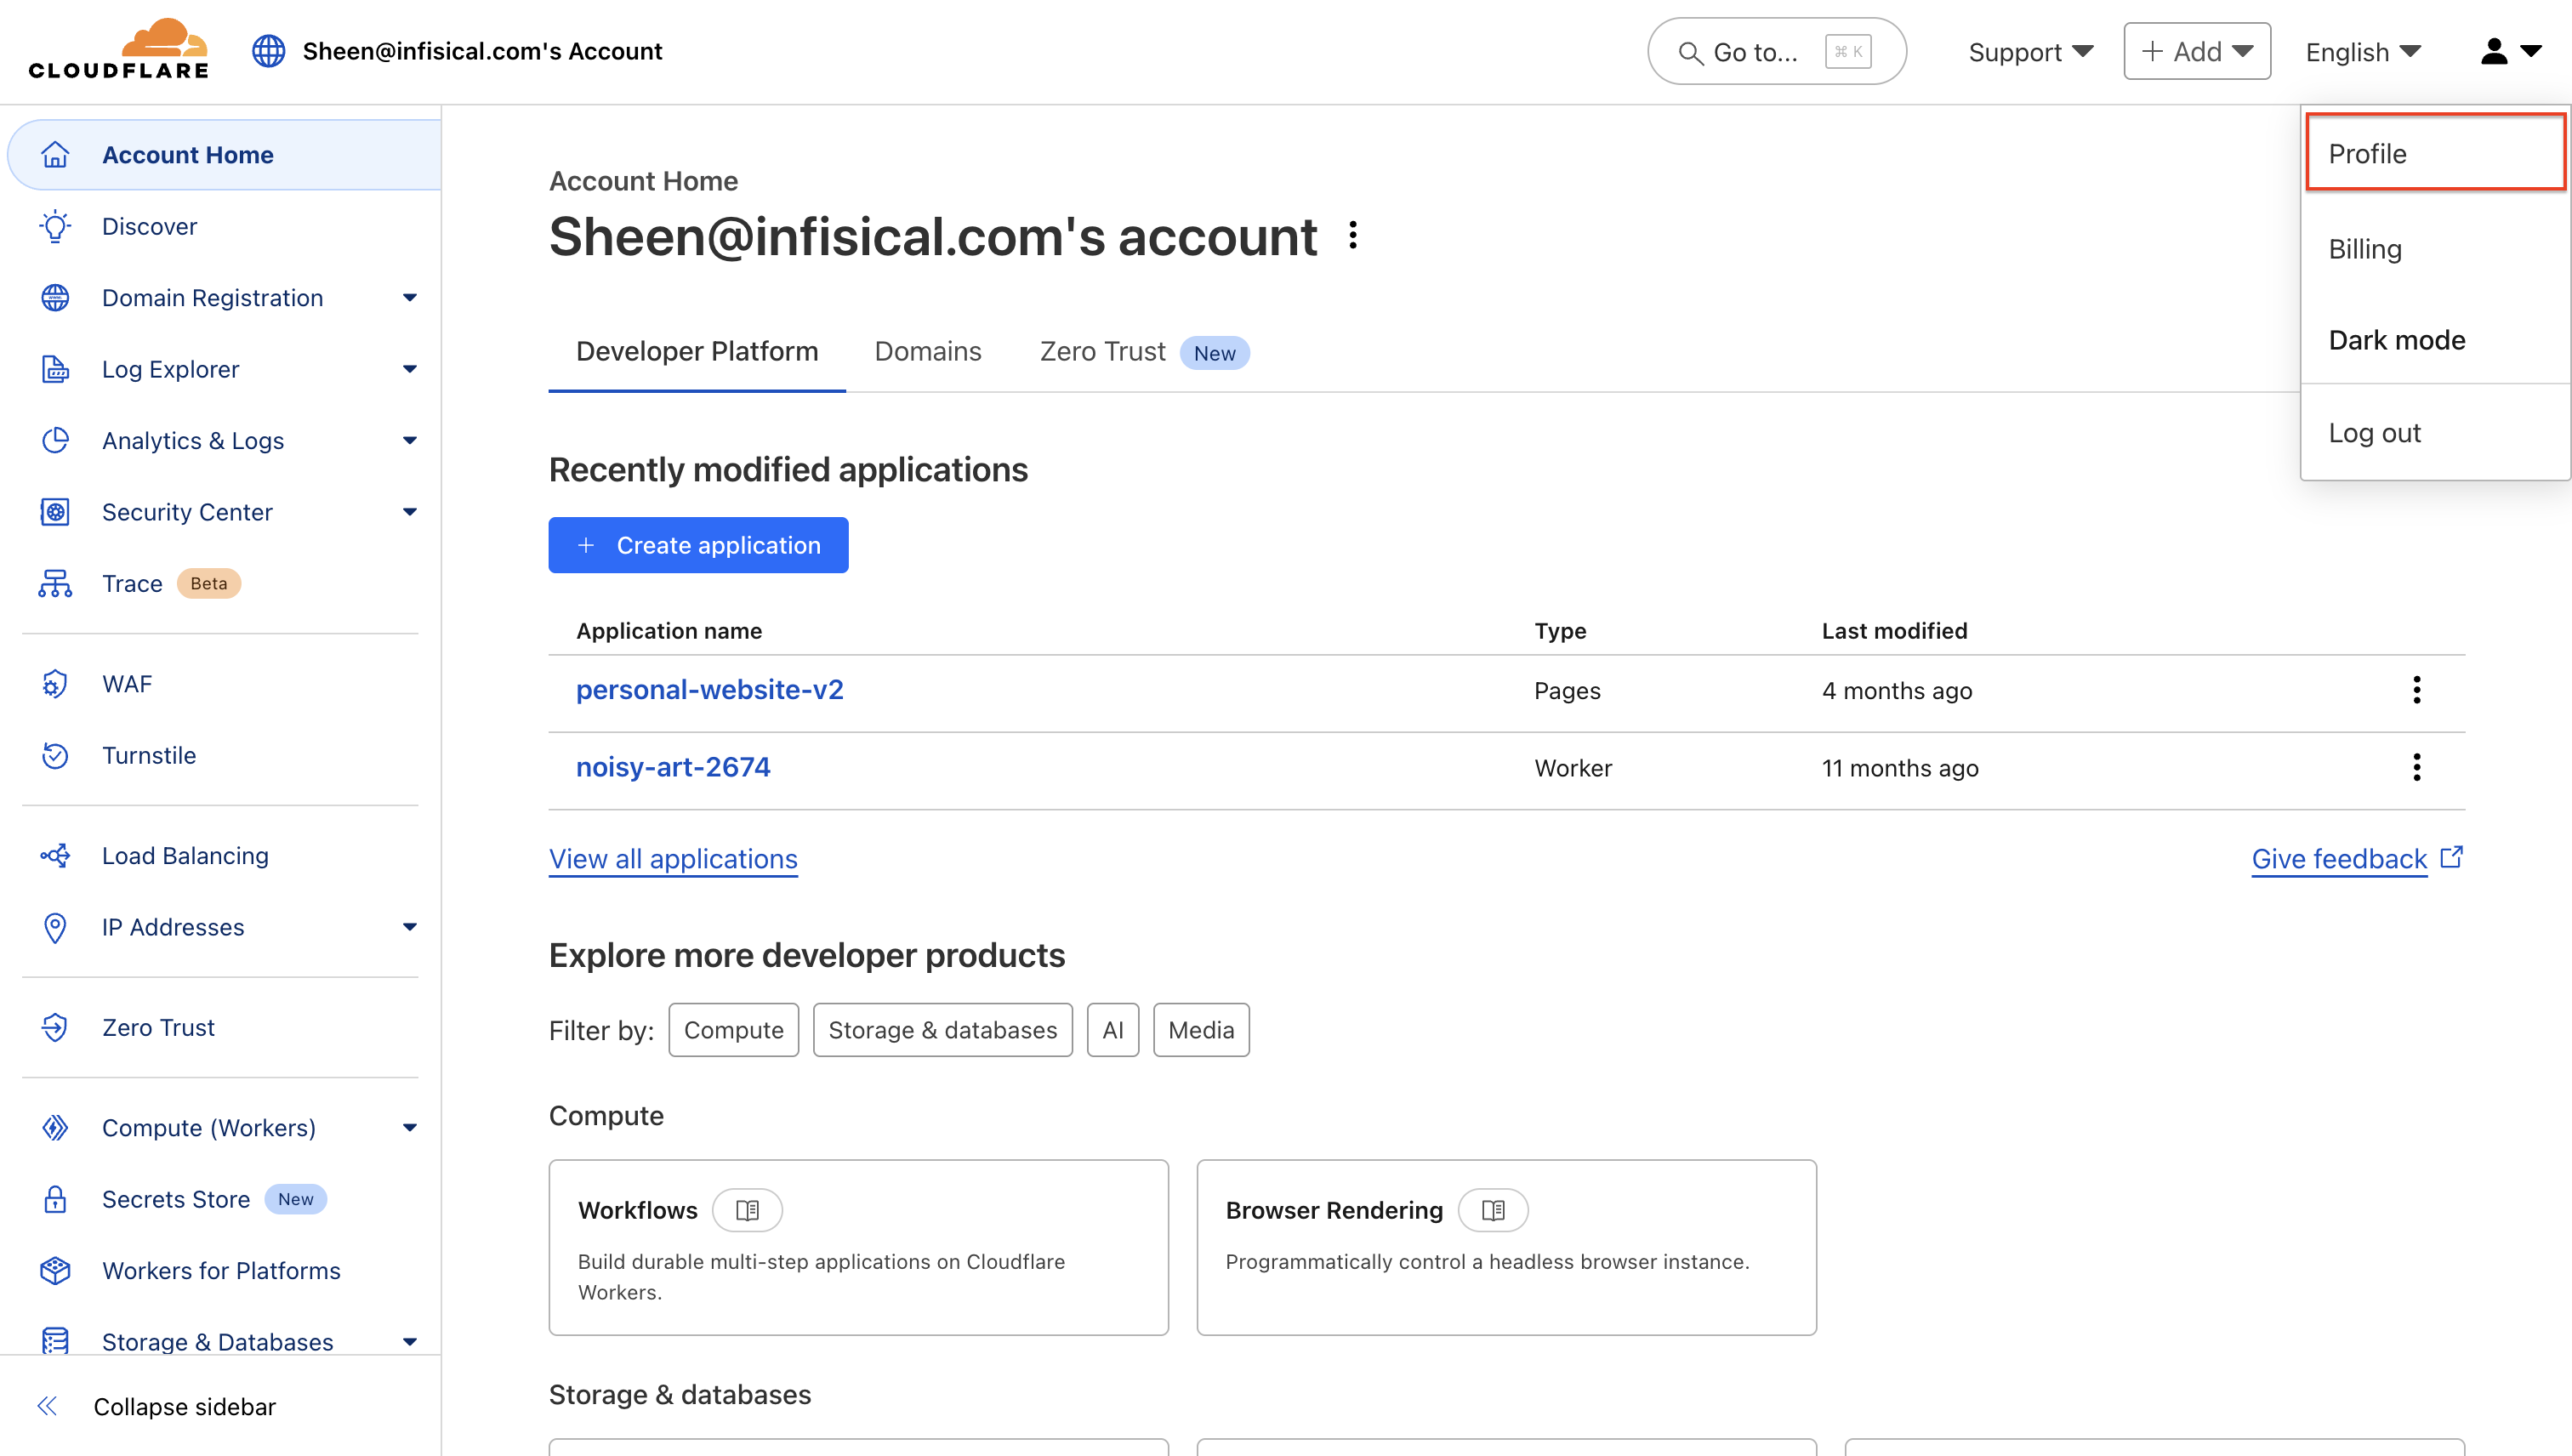 CLOUDFLARE
Sheen@infisical.com's Account
Go to...
⌘ K
Support
+ Add
English
Profile
Billing
Dark mode
Log out
Account Home
Discover
Domain Registration
Log Explorer
Analytics & Logs
Security Center
Trace Beta
WAF
Turnstile
Load Balancing
IP Addresses
Zero Trust
Compute (Workers)
Secrets Store New
Workers for Platforms
Storage & Databases
Collapse sidebar
Account Home
Sheen@infisical.com's account
Developer Platform Domains Zero Trust New
Recently modified applications
+ Create application
Application name Type Last modified
personal-website-v2 Pages 4 months ago
noisy-art-2674 Worker 11 months ago
View all applications Give feedback
Explore more developer products
Filter by: Compute Storage & databases AI Media
Compute
Workflows
Build durable multi-step applications on Cloudflare
Workers.
Browser Rendering
Programmatically control a headless browser instance.
Storage & databases